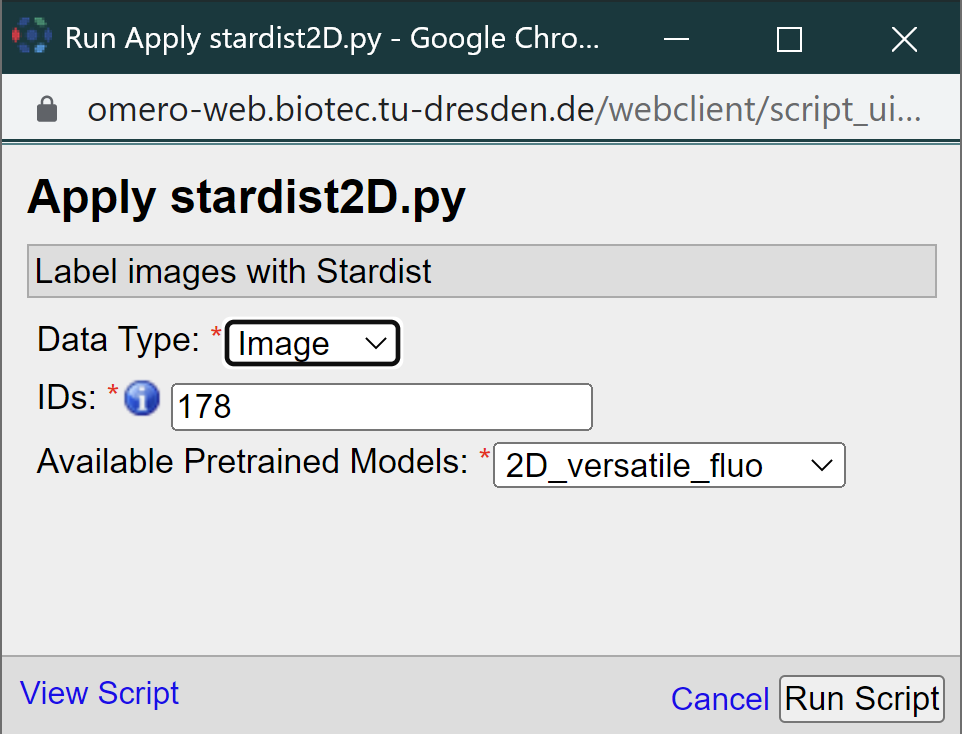 Run Apply stardist2D.py - Google Chro...
omero-web.biotec.tu-dresden.de/webclient/script_ui...
Apply stardist2D.py
Label images with Stardist
Data Type: * Image
IDs: * i 178
Available Pretrained Models: * 2D_versatile_fluo
View Script
Cancel Run Script